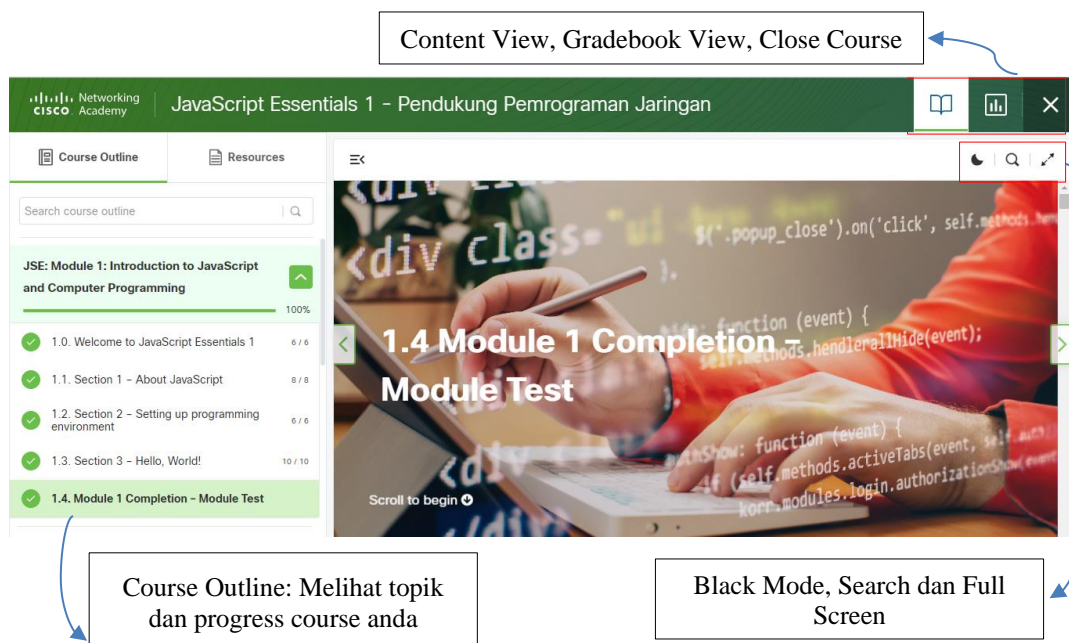 Content View, Gradebook View, Close Course
Networking
CISCO Academy
JavaScript Essentials 1 - Pendukung Pemrograman Jaringan
Course Outline
Resources
Search course outline
JSE: Module 1: Introduction to JavaScript
and Computer Programming
100%
1.0. Welcome to JavaScript Essentials 1 6 / 6
1.1. Section 1 – About JavaScript 8 / 8
1.2. Section 2 – Setting up programming
environment 6 / 6
1.3. Section 3 – Hello, World! 10 / 10
1.4. Module 1 Completion – Module Test
<div class="ui
$('.popup_close').on('click', self.methods.
1.4 Module 1 Completion –
Module Test
function (event) {
self.methods.hendlerallHide(event);
<div
function (event) {
if (self.methods.activeTabs(event,
korr.modules.login.authorizationShow(event
</div>
Scroll to begin
Course Outline: Melihat topik
dan progress course anda
Black Mode, Search dan Full
Screen